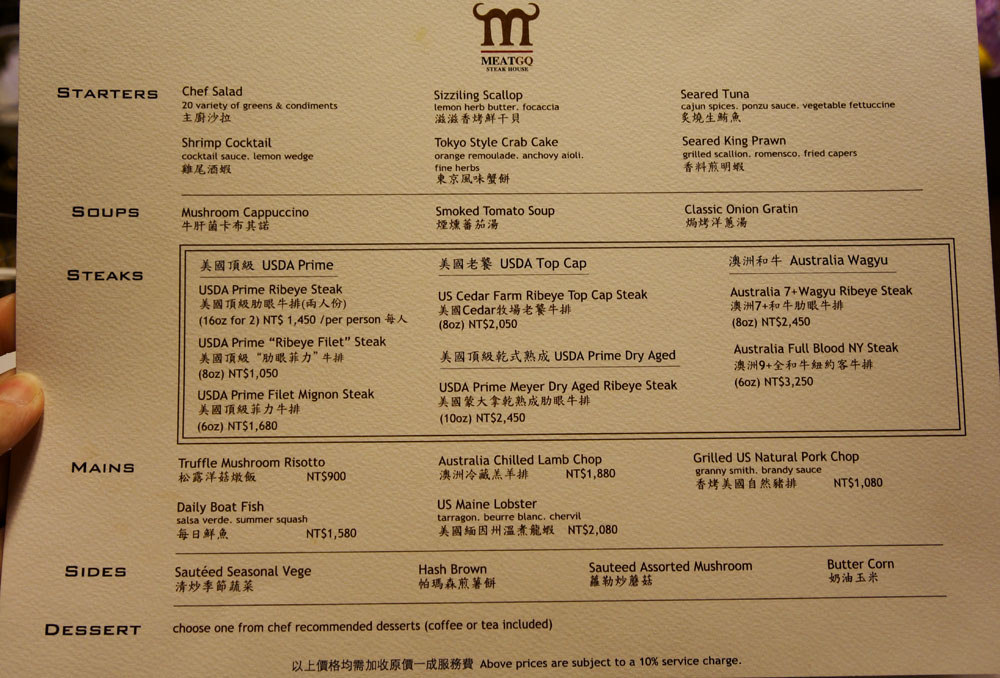 MEATGQ
STEAK HOUSE
STARTERS
Chef Salad
20 variety of greens & condiments
主廚沙拉
Sizziling Scallop
lemon herb butter. focaccia
滋滋香烤鮮干貝
Seared Tuna
cajun spices. ponzu sauce. vegetable fettuccine
炙燒生鮪魚
Shrimp Cocktail
cocktail sauce. lemon wedge
雞尾酒蝦
Tokyo Style Crab Cake
orange remoulade. anchovy aioli.
fine herbs
東京風味蟹餅
Seared King Prawn
grilled scallion. romensco. fried capers
香料煎明蝦
SOUPS
Mushroom Cappuccino
牛肝菌卡布其諾
Smoked Tomato Soup
煙燻蕃茄湯
Classic Onion Gratin
焗烤洋蔥湯
STEAKS
美國頂級 USDA Prime
USDA Prime Ribeye Steak
美國頂級肋眼牛排(兩人份)
(16oz for 2) NT$ 1,450 /per person 每人
USDA Prime “Ribeye Filet” Steak
美國頂級 “肋眼菲力” 牛排
(8oz) NT$1,050
USDA Prime Filet Mignon Steak
美國頂級菲力牛排
(6oz) NT$1,680
美國老饕 USDA Top Cap
US Cedar Farm Ribeye Top Cap Steak
美國Cedar牧場老饕牛排
(8oz) NT$2,050
美國頂級乾式熟成 USDA Prime Dry Aged
USDA Prime Meyer Dry Aged Ribeye Steak
美國蒙大拿乾熟成肋眼牛排
(10oz) NT$2,450
澳洲和牛 Australia Wagyu
Australia 7+Wagyu Ribeye Steak
澳洲7+和牛肋眼牛排
(8oz) NT$2,450
Australia Full Blood NY Steak
澳洲9+全和牛紐約客牛排
(6oz) NT$3,250
MAINS
Truffle Mushroom Risotto
松露洋菇燉飯 NT$900
Australia Chilled Lamb Chop
澳洲冷藏羔羊排 NT$1,880
Grilled US Natural Pork Chop
granny smith. brandy sauce
香烤美國自然豬排 NT$1,080
Daily Boat Fish
salsa verde. summer squash
每日鮮魚 NT$1,580
US Maine Lobster
tarragon. beurre blanc. chervil
美國緬因州溫煮龍蝦 NT$2,080
SIDES
Sautéed Seasonal Vege
清炒季節蔬菜
Hash Brown
帕瑪森煎薯餅
Sauteed Assorted Mushroom
蘿勒炒蘑菇
Butter Corn
奶油玉米
DESSERT
choose one from chef recommended desserts (coffee or tea included)
以上價格均需加收原價一成服務費 Above prices are subject to a 10% service charge.